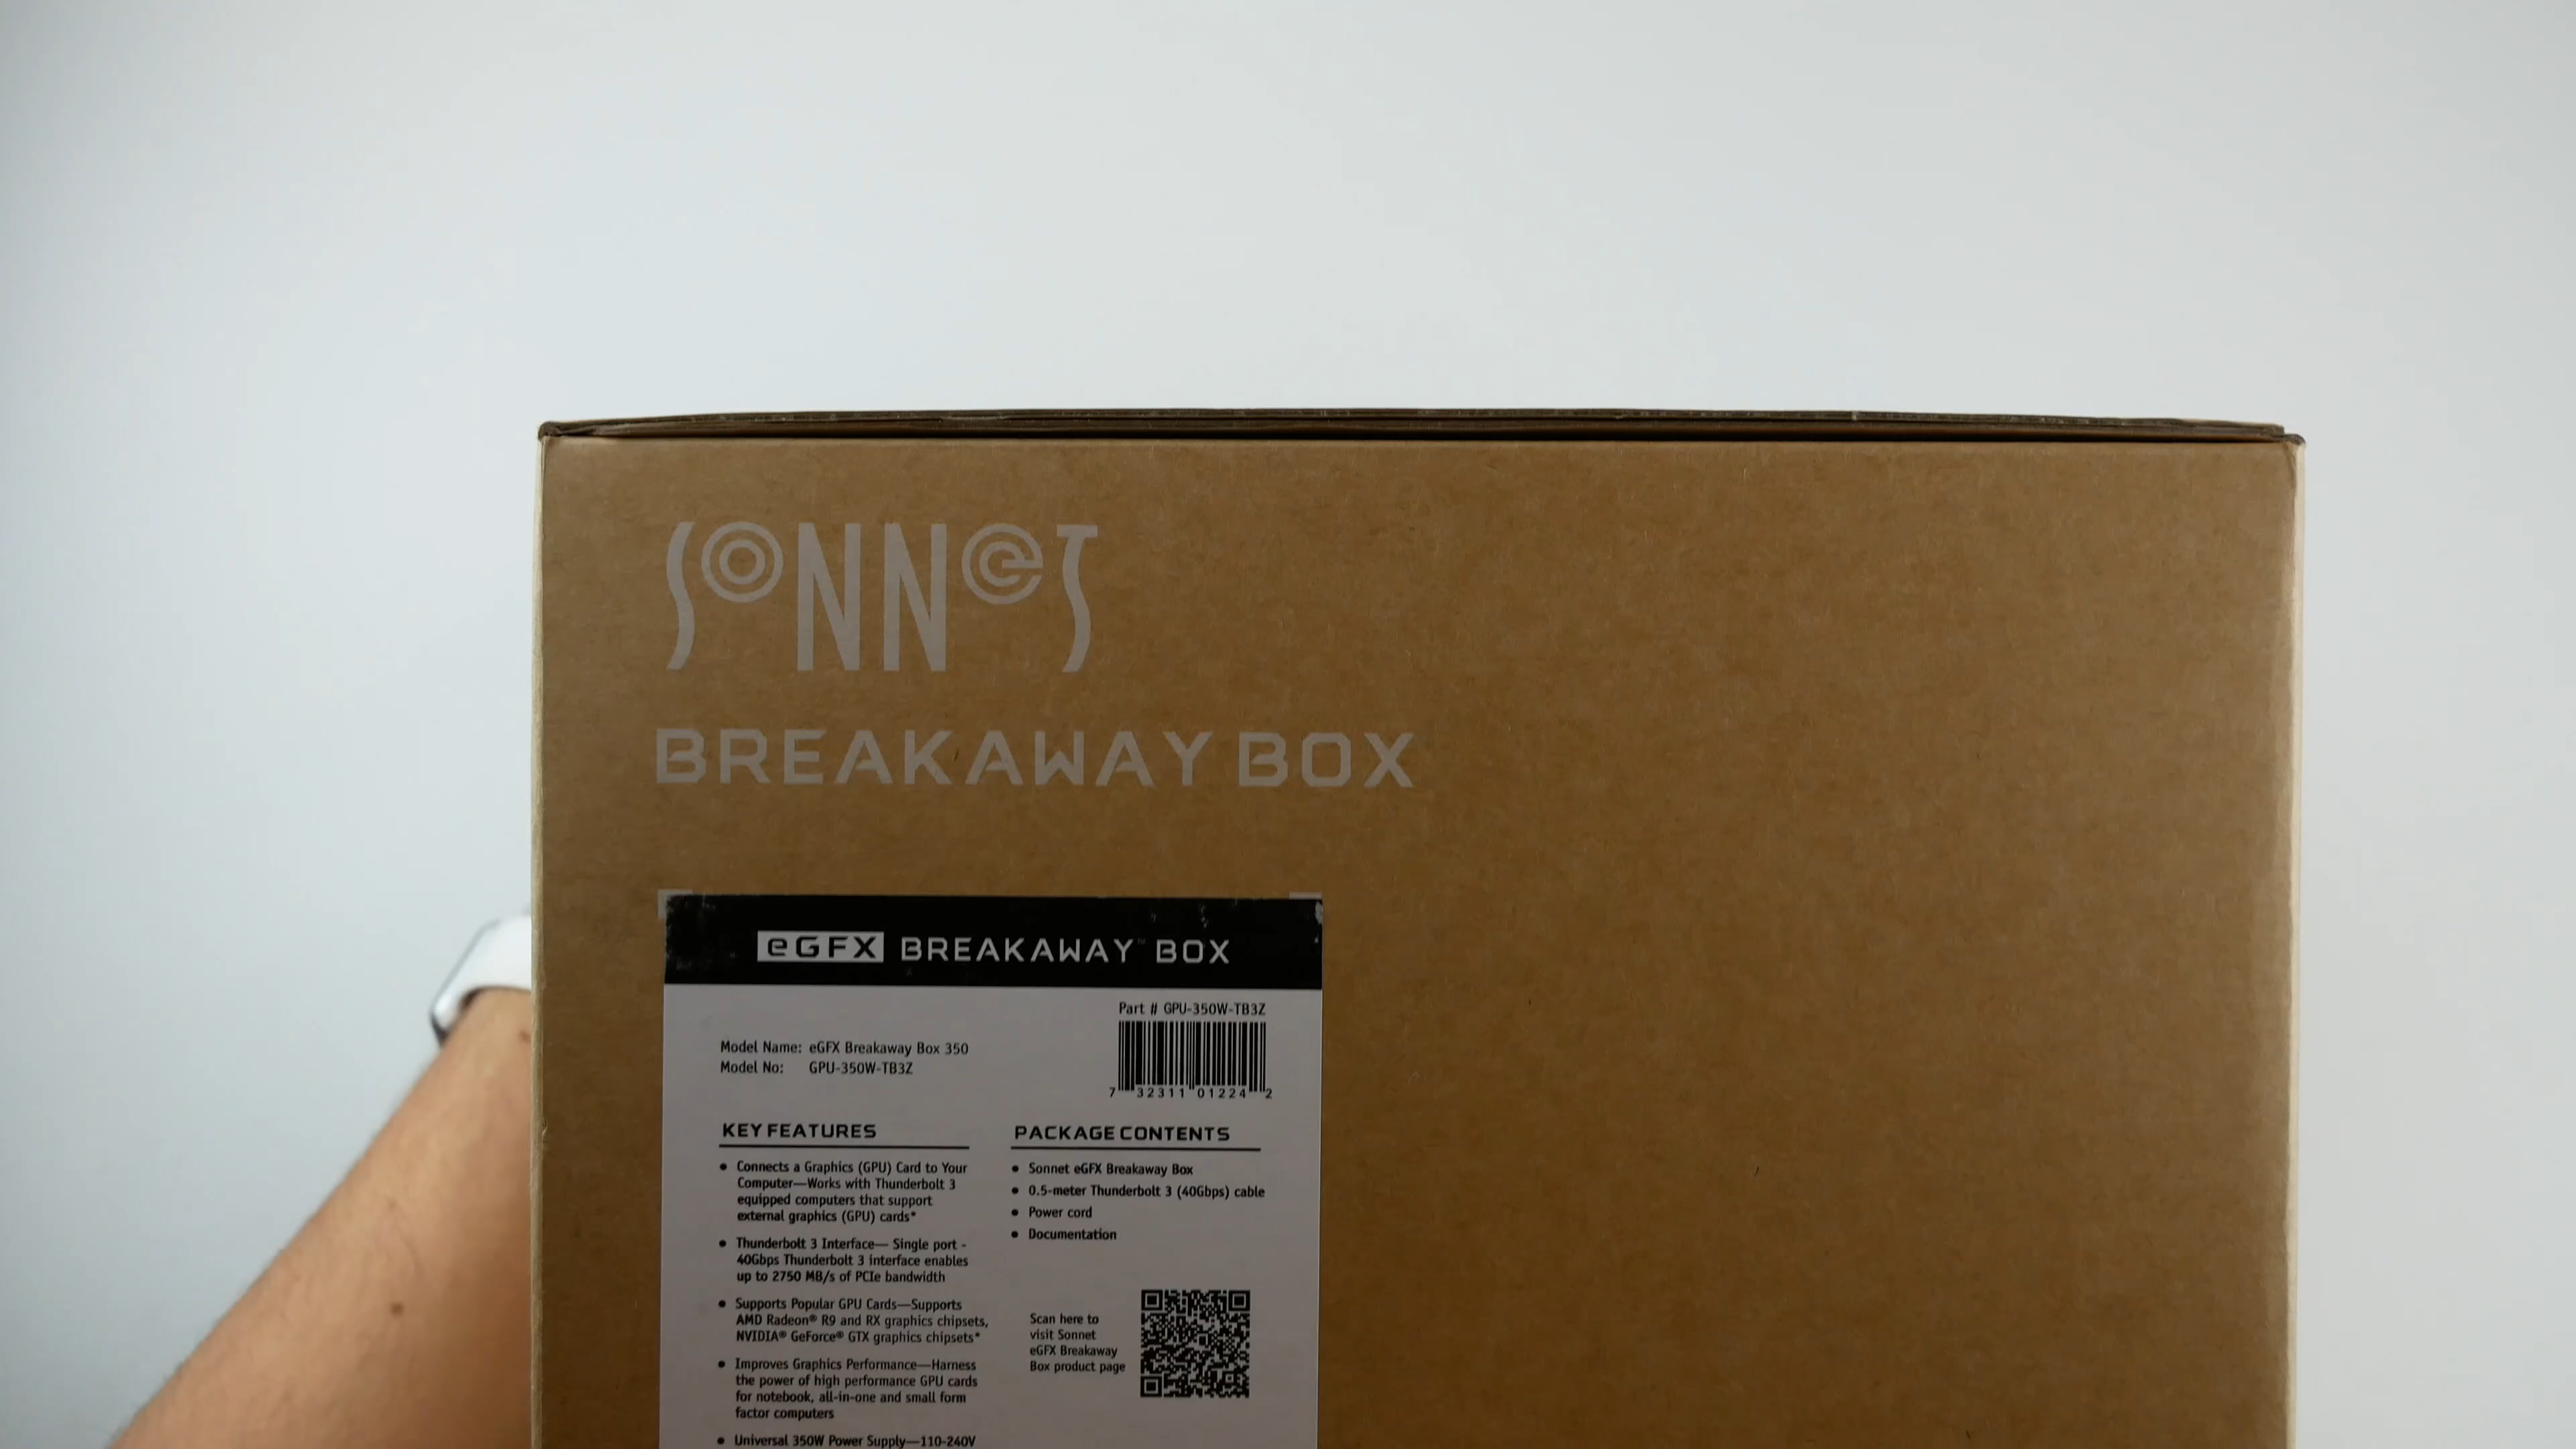 SONNeT
BREAKAWAY BOX
eGFX BREAKAWAY™ BOX
Part # GPU-350W-TB3Z
7 32311 01224 2
Model Name: eGFX Breakaway Box 350
Model No: GPU-350W-TB3Z
KEY FEATURES
• Connects a Graphics (GPU) Card to Your
Computer—Works with Thunderbolt 3
equipped computers that support
external graphics (GPU) cards*
• Thunderbolt 3 Interface— Single port -
40Gbps Thunderbolt 3 interface enables
up to 2750 MB/s of PCIe bandwidth
• Supports Popular GPU Cards—Supports
AMD Radeon® R9 and RX graphics chipsets,
NVIDIA® GeForce® GTX graphics chipsets*
• Improves Graphics Performance—Harness
the power of high performance GPU cards
for notebook, all-in-one and small form
factor computers
• Universal 350W Power Supply—110-240V
PACKAGE CONTENTS
• Sonnet eGFX Breakaway Box
• 0.5-meter Thunderbolt 3 (40Gbps) cable
• Power cord
• Documentation
Scan here to
visit Sonnet
eGFX Breakaway
Box product page